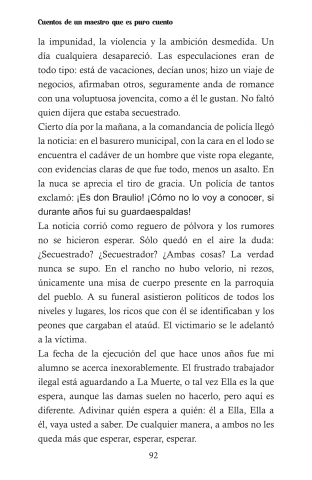 Cuentos de un maestro que es puro cuento
la impunidad, la violencia y la ambición desmedida. Un
día cualquiera desapareció. Las especulaciones eran de
todo tipo: está de vacaciones, decían unos; hizo un viaje de
negocios, afirmaban otros, seguramente anda de romance
con una voluptuosa jovencita, como a él le gustan. No faltó
quien dijera que estaba secuestrado.
Cierto día por la mañana, a la comandancia de policía llegó
la noticia: en el basurero municipal, con la cara en el lodo se
encuentra el cadáver de un hombre que viste ropa elegante,
con evidencias claras de que fue todo, menos un asalto. En
la nuca se aprecia el tiro de gracia. Un policía de tantos
exclamó: ¡Es don Braulio! ¡Cómo no lo voy a conocer, si
durante años fui su guardaespaldas!
La noticia corrió como reguero de pólvora y los rumores
no se hicieron esperar. Sólo quedó en el aire la duda:
¿Secuestrado? ¿Secuestrador? ¿Ambas cosas? La verdad
nunca se supo. En el rancho no hubo velorio, ni rezos,
únicamente una misa de cuerpo presente en la parroquia
del pueblo. A su funeral asistieron políticos de todos los
niveles y lugares, los ricos que con él se identificaban y los
peones que cargaban el ataúd. El victimario se le adelantó
a la víctima.
La fecha de la ejecución del que hace unos años fue mi
alumno se acerca inexorablemente. El frustrado trabajador
ilegal está aguardando a La Muerte, o tal vez Ella es la que
espera, aunque las damas suelen no hacerlo, pero aquí es
diferente. Adivinar quién espera a quién: él a Ella, Ella a
él, vaya usted a saber. De cualquier manera, a ambos no les
queda más que esperar, esperar, esperar.
92